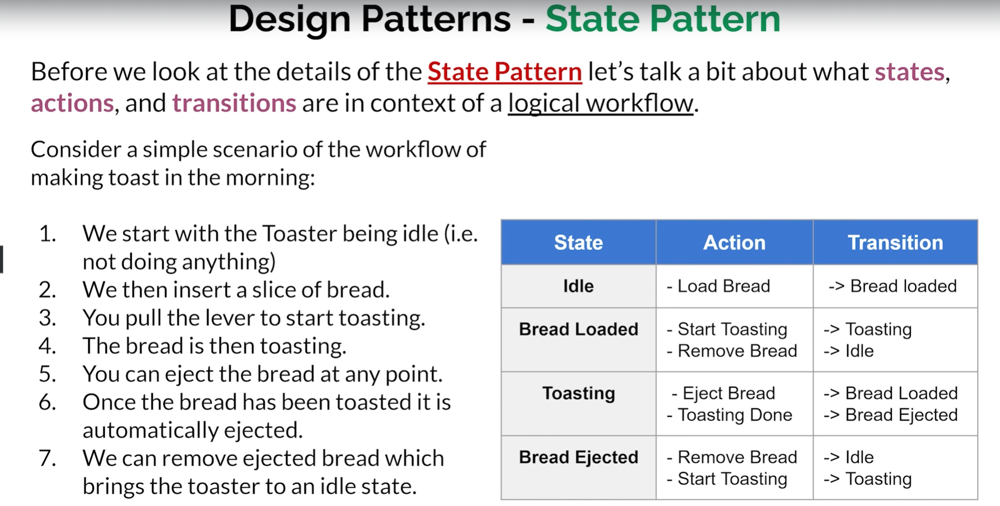 Design Patterns - State Pattern
Before we look at the details of the State Pattern let’s talk a bit about what states,
actions, and transitions are in context of a logical workflow.
Consider a simple scenario of the workflow of
making toast in the morning:
1. We start with the Toaster being idle (i.e.
not doing anything)
2. We then insert a slice of bread.
3. You pull the lever to start toasting.
4. The bread is then toasting.
5. You can eject the bread at any point.
6. Once the bread has been toasted it is
automatically ejected.
7. We can remove ejected bread which
brings the toaster to an idle state.
State Action Transition
Idle - Load Bread -> Bread loaded
Bread Loaded - Start Toasting -> Toasting
- Remove Bread -> Idle
Toasting - Eject Bread -> Bread Loaded
- Toasting Done -> Bread Ejected
Bread Ejected - Remove Bread -> Idle
- Start Toasting -> Toasting